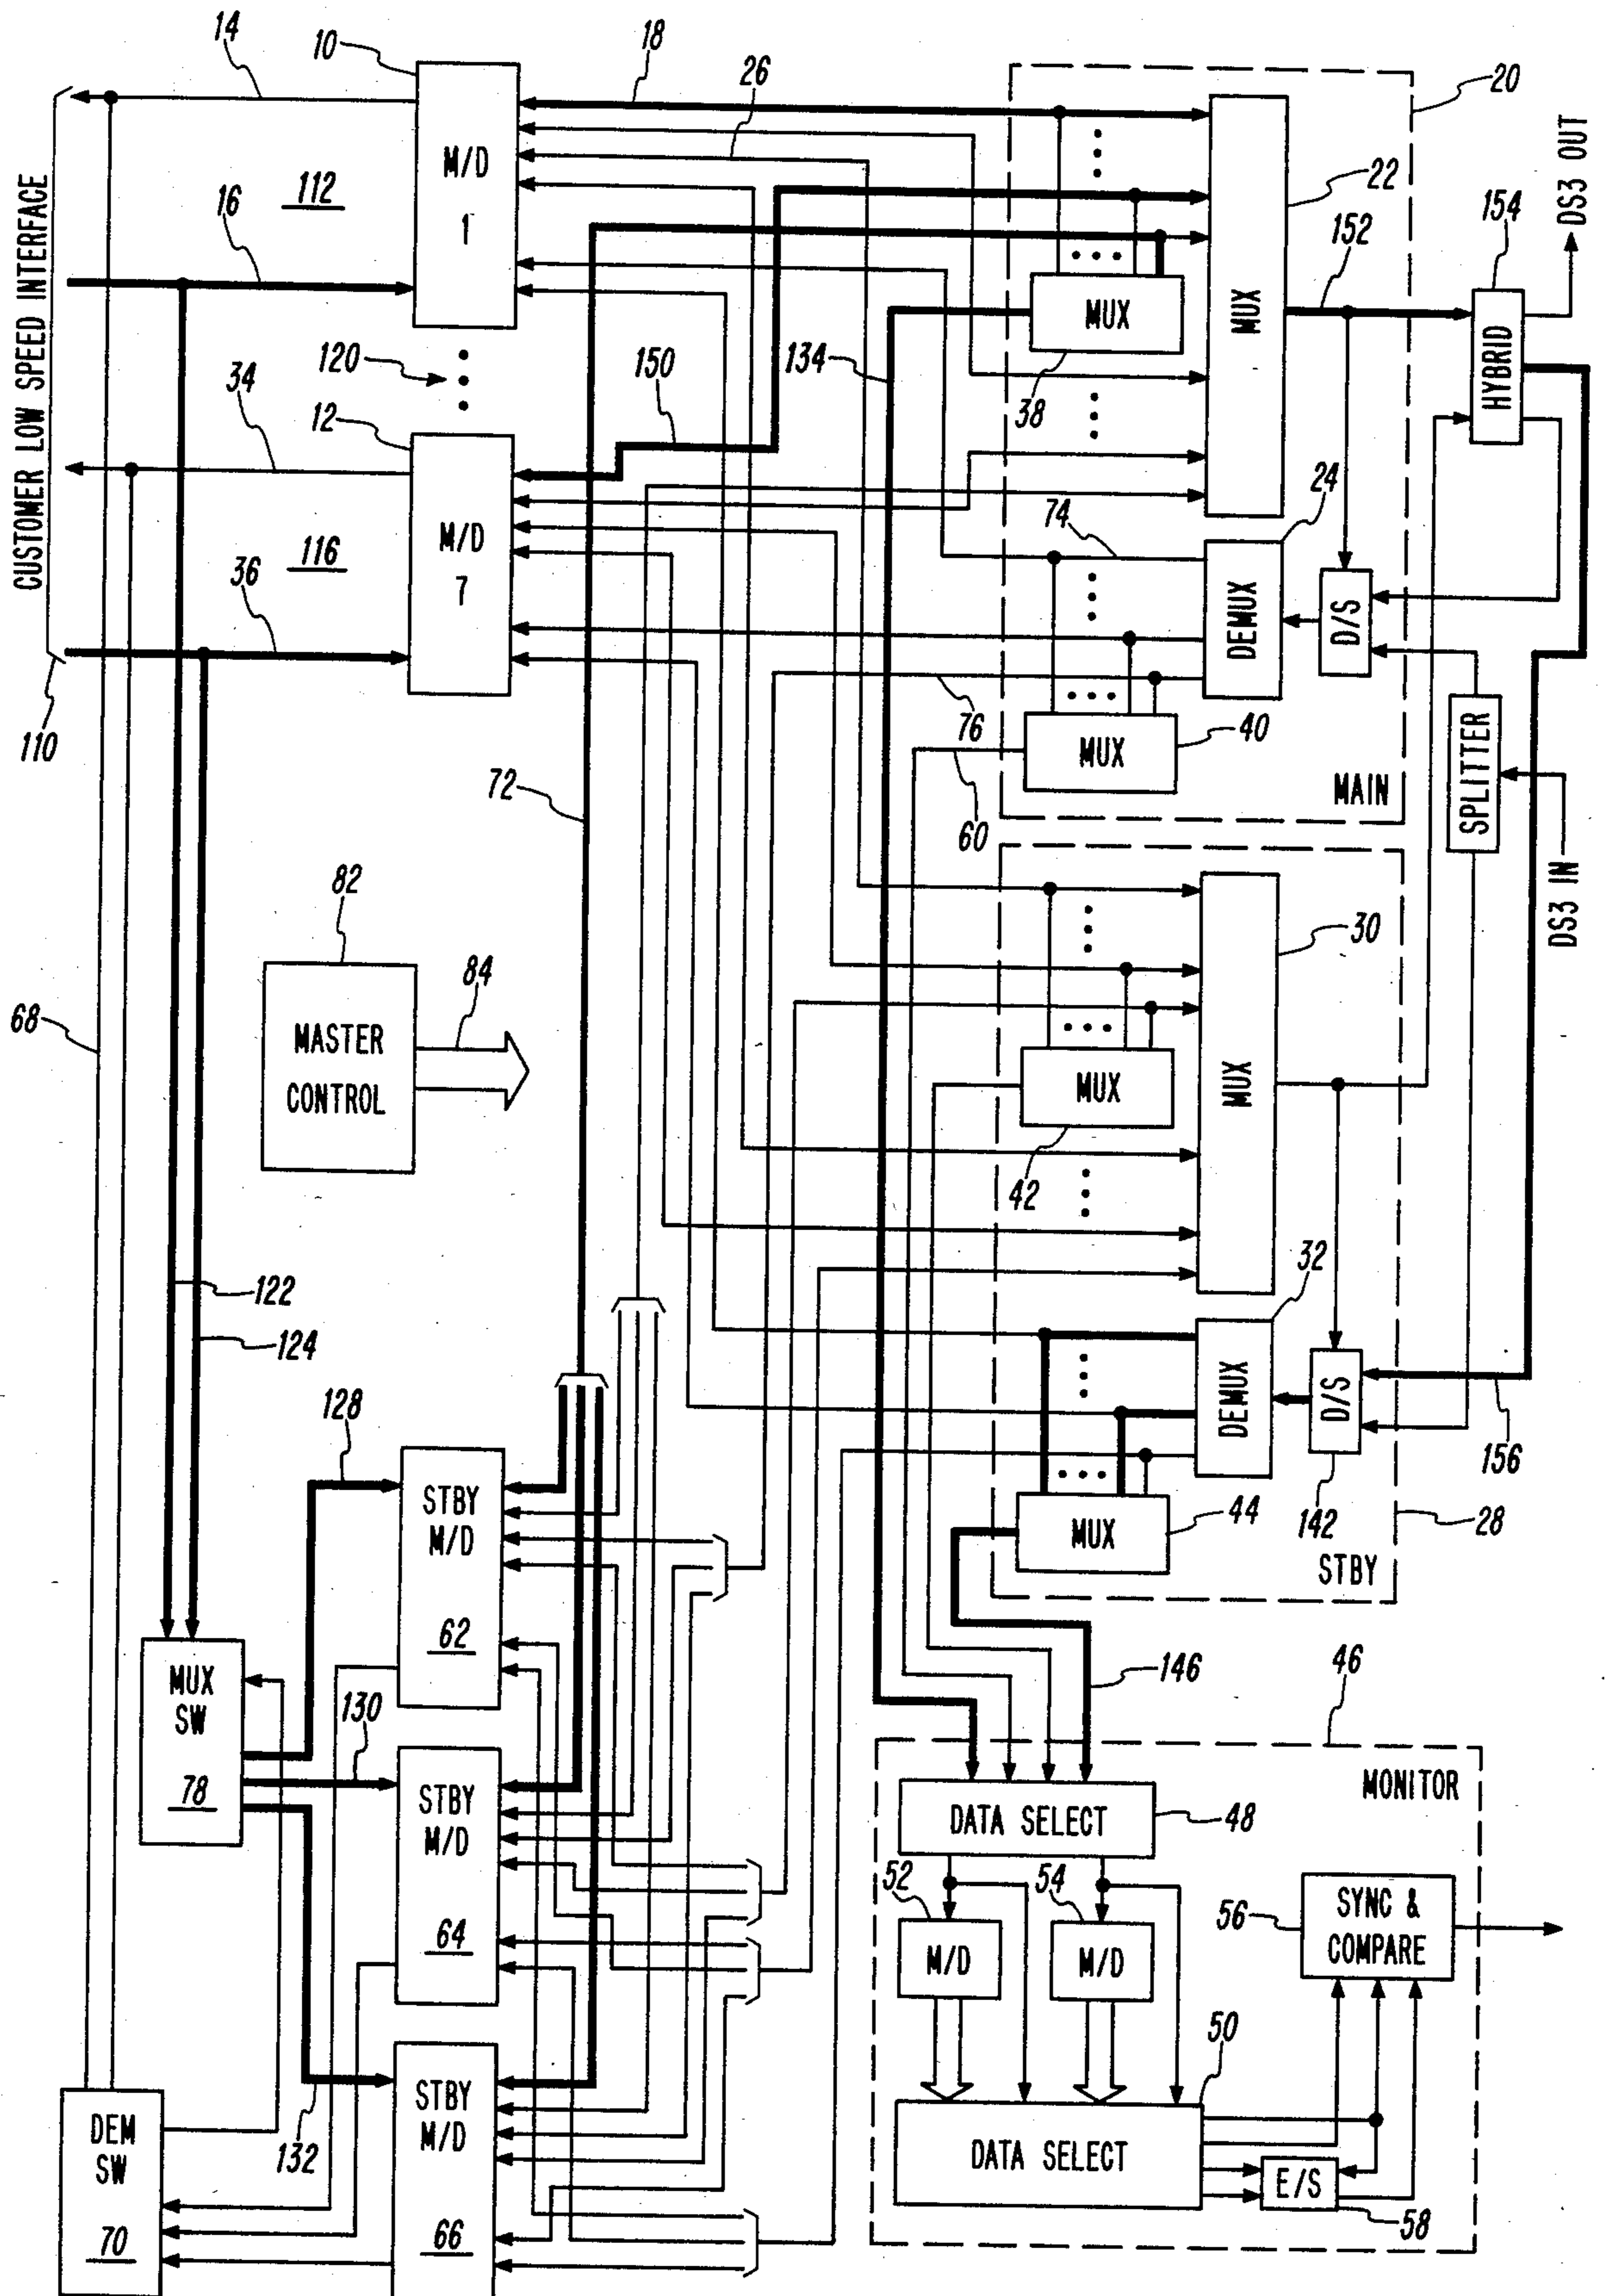 14
10
18
26
20
DS3 OUT
CUSTOMER LOW SPEED INTERFACE
M/D
1
112
16
22
154
152
MUX
MUX
HYBRID
120
150
134
38
34
12
24
M/D
7
116
36
74
DEMUX
D/S
110
76
40
MUX
MAIN
SPLITTER
72
60
DS3 IN
82
84
30
68
MASTER
CONTROL
MUX
MUX
42
122
124
32
DEMUX
D/S
128
156
STBY
M/D
62
MUX
44
142
28
STBY
146
46
MUX
SW
78
130
STBY
M/D
64
MONITOR
DATA SELECT
48
52
54
56
SYNC &
COMPARE
M/D
M/D
50
132
STBY
M/D
66
DEM
SW
70
DATA SELECT
E/S
58